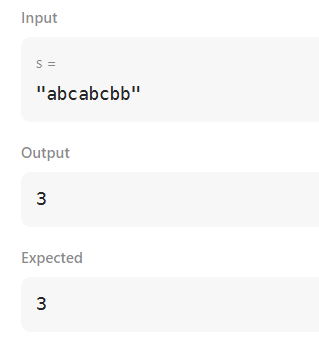 Input
s =
"abcabcbb"
Output
3
Expected
3